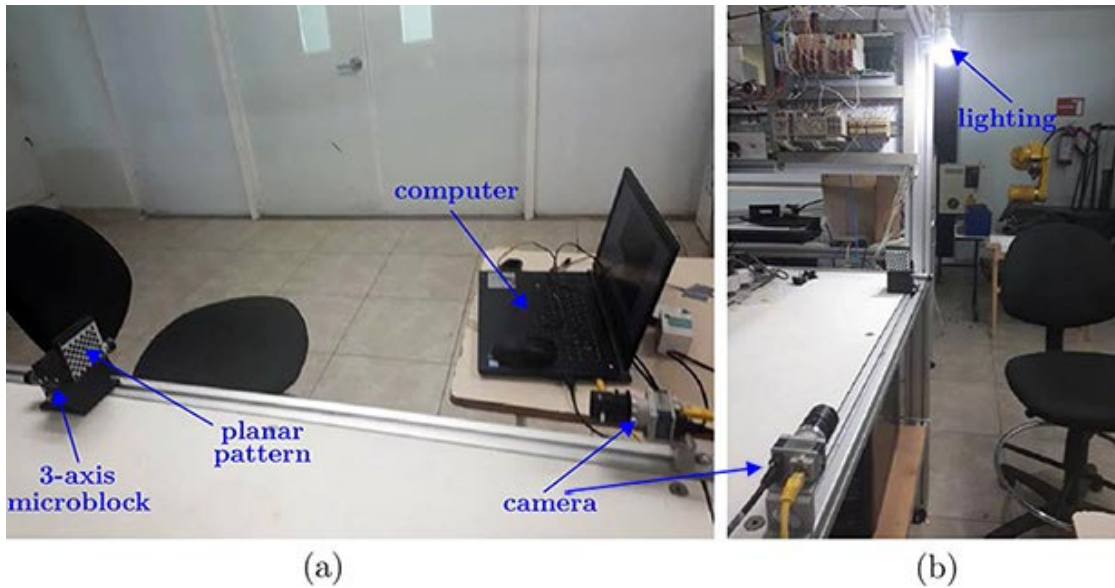 computer
planar
pattern
3-axis
microblock
camera
lighting
(a)
(b)